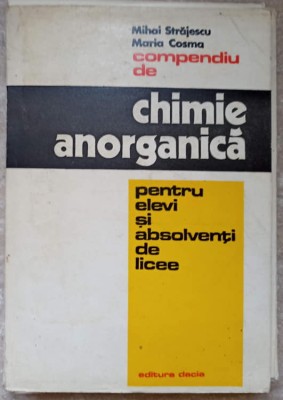 Mihai Străjescu
Maria Cosma
compendiu
de
chimie
anorganică
pentru
elevi
și
absolvenți
de
licee
editura dacia